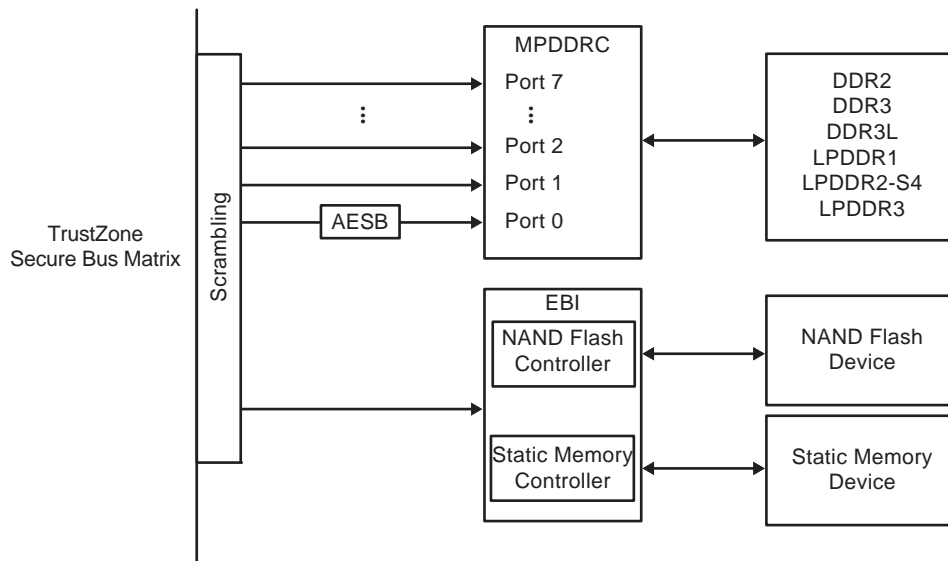 TrustZone
Secure Bus Matrix
Scrambling
AESB
MPDDRC
Port 7
...
Port 2
Port 1
Port 0
DDR2
DDR3
DDR3L
LPDDR1
LPDDR2-S4
LPDDR3
EBI
NAND Flash
Controller
Static Memory
Controller
NAND Flash
Device
Static Memory
Device